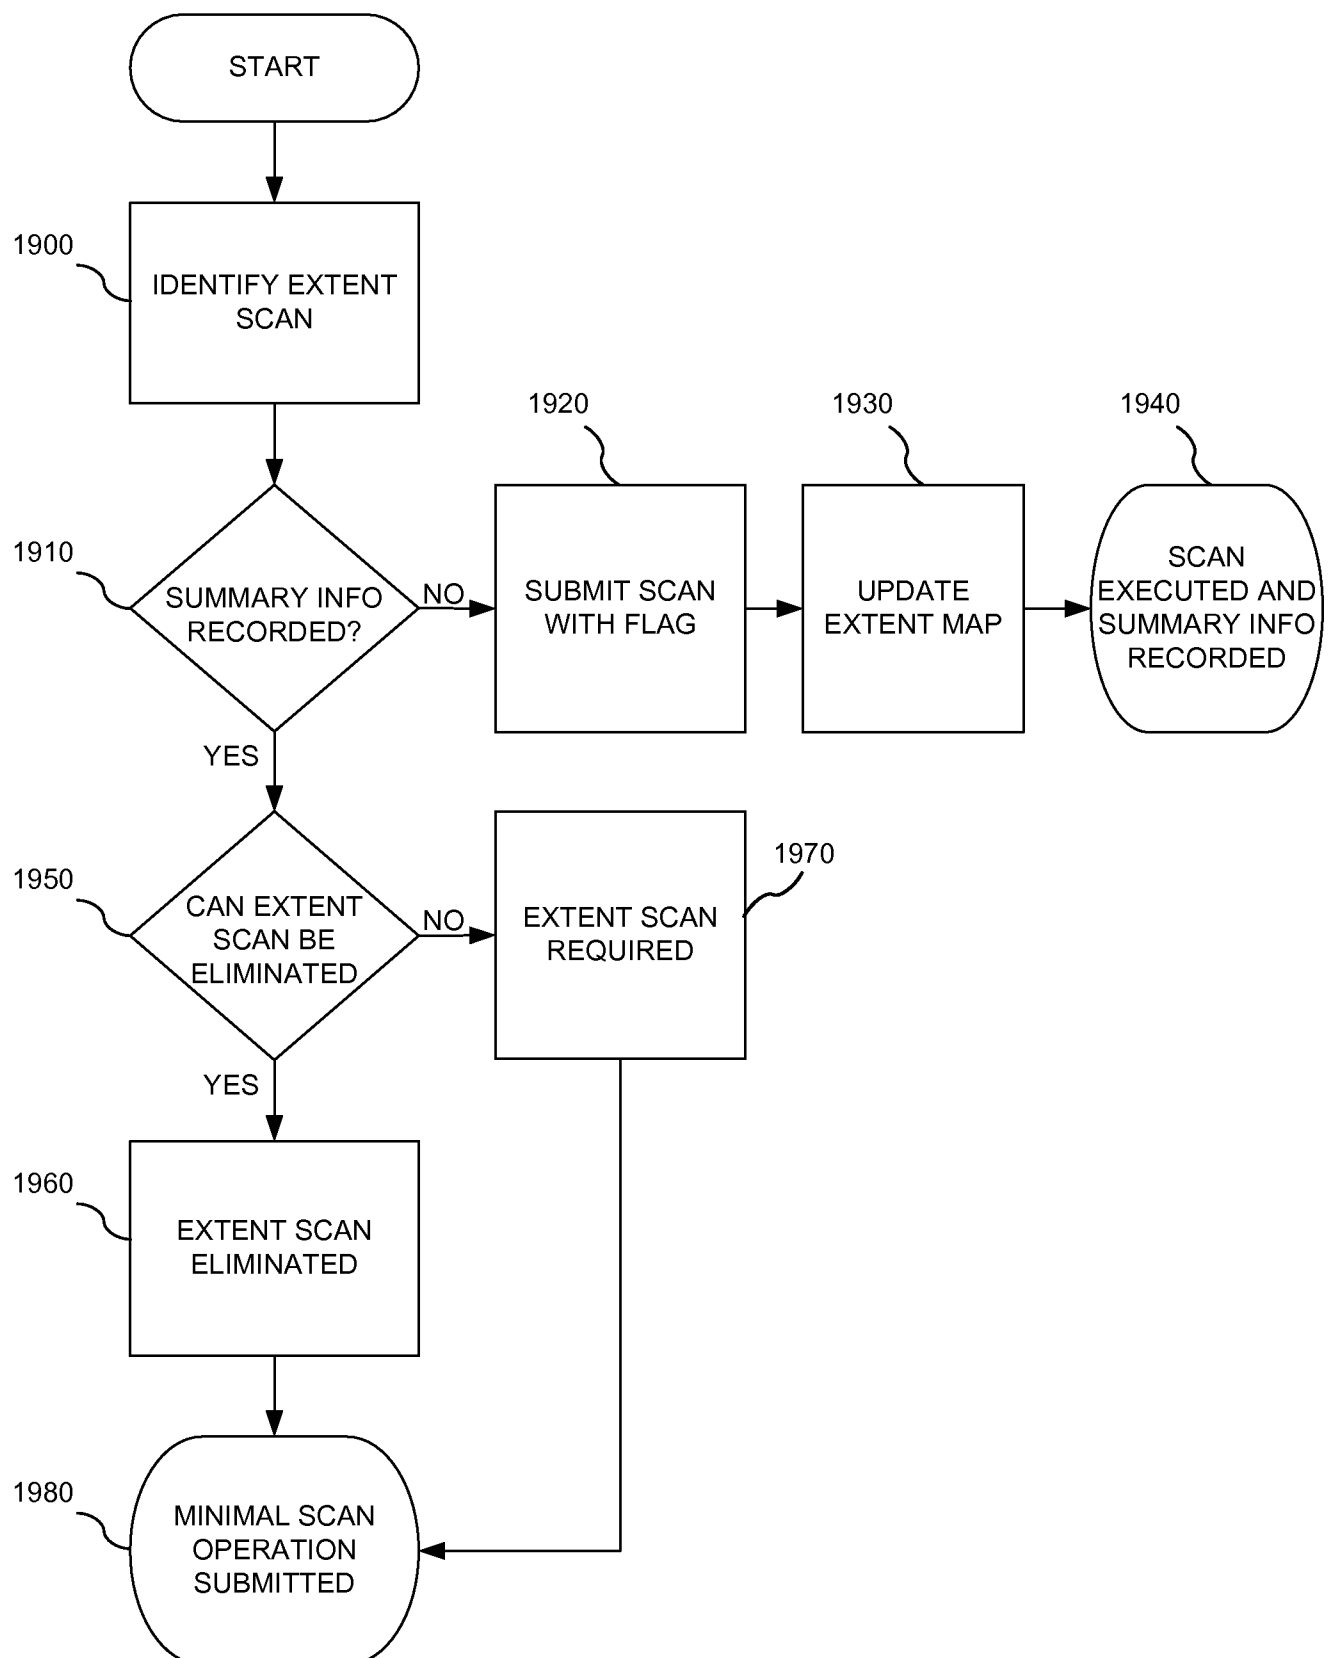 START
1900
IDENTIFY EXTENT
SCAN
1920
1930
1940
1910
SUMMARY INFO
RECORDED?
NO
SUBMIT SCAN
WITH FLAG
UPDATE
EXTENT MAP
SCAN
EXECUTED AND
SUMMARY INFO
RECORDED
YES
1950
CAN EXTENT
SCAN BE
ELIMINATED
NO
EXTENT SCAN
REQUIRED
1970
YES
1960
EXTENT SCAN
ELIMINATED
1980
MINIMAL SCAN
OPERATION
SUBMITTED